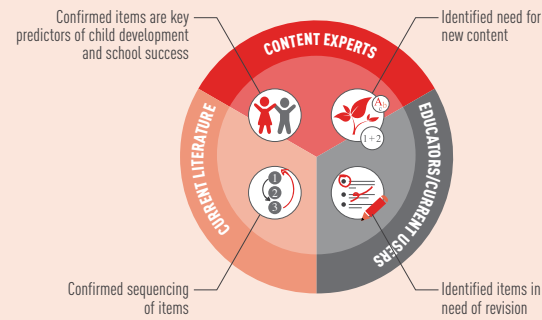 Confirmed items are key
predictors of child development
and school success
Identified need for
new content
CONTENT EXPERTS
CURRENT LITERATURE
EDUCATORS/CURRENT USERS
A
1+2
1
2
3
Confirmed sequencing
of items
Identified items in
need of revision